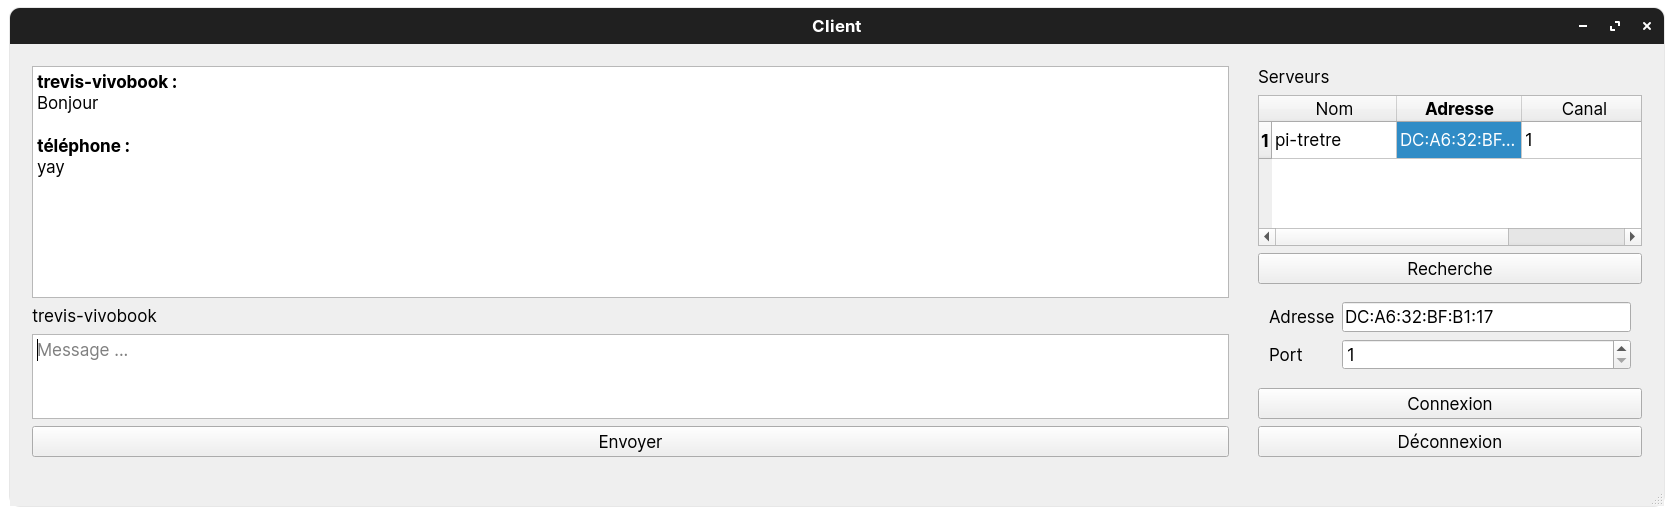 Client
trevis-vivobook :
Bonjour
téléphone :
yay
trevis-vivobook
Message ...
Envoyer
Serveurs
Nom Adresse Canal
1 pi-tretre DC:A6:32:BF... 1
Recherche
Adresse DC:A6:32:BF:B1:17
Port 1
Connexion
Déconnexion